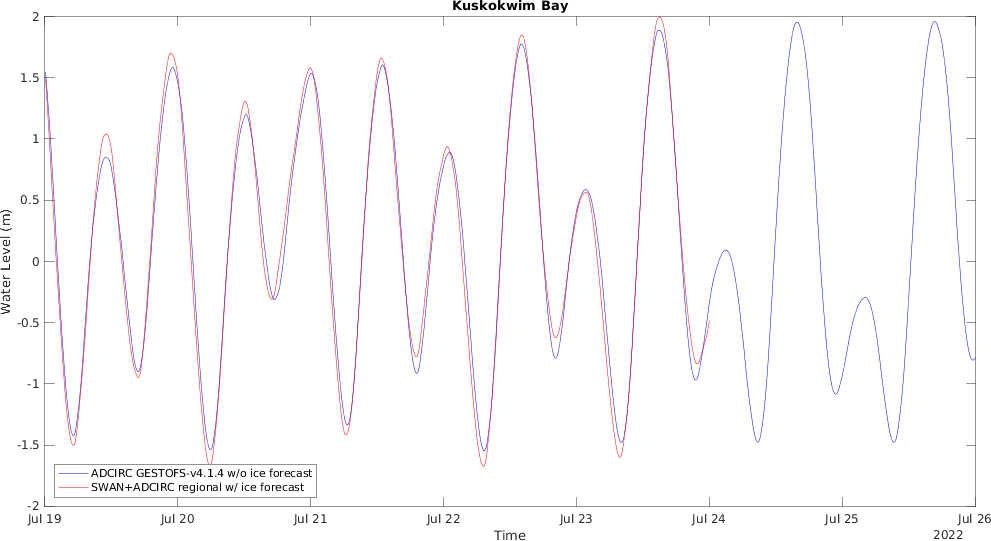 Kuskokwim Bay
2
1.5
1
0.5
0
-0.5
-1
-1.5
-2
Water Level (m)
ADCIRC GESTOFS-v4.1.4 w/o ice forecast
SWAN+ADCIRC regional w/ ice forecast
Jul 19 Jul 20 Jul 21 Jul 22 Jul 23 Jul 24 Jul 25 Jul 26
Time
2022